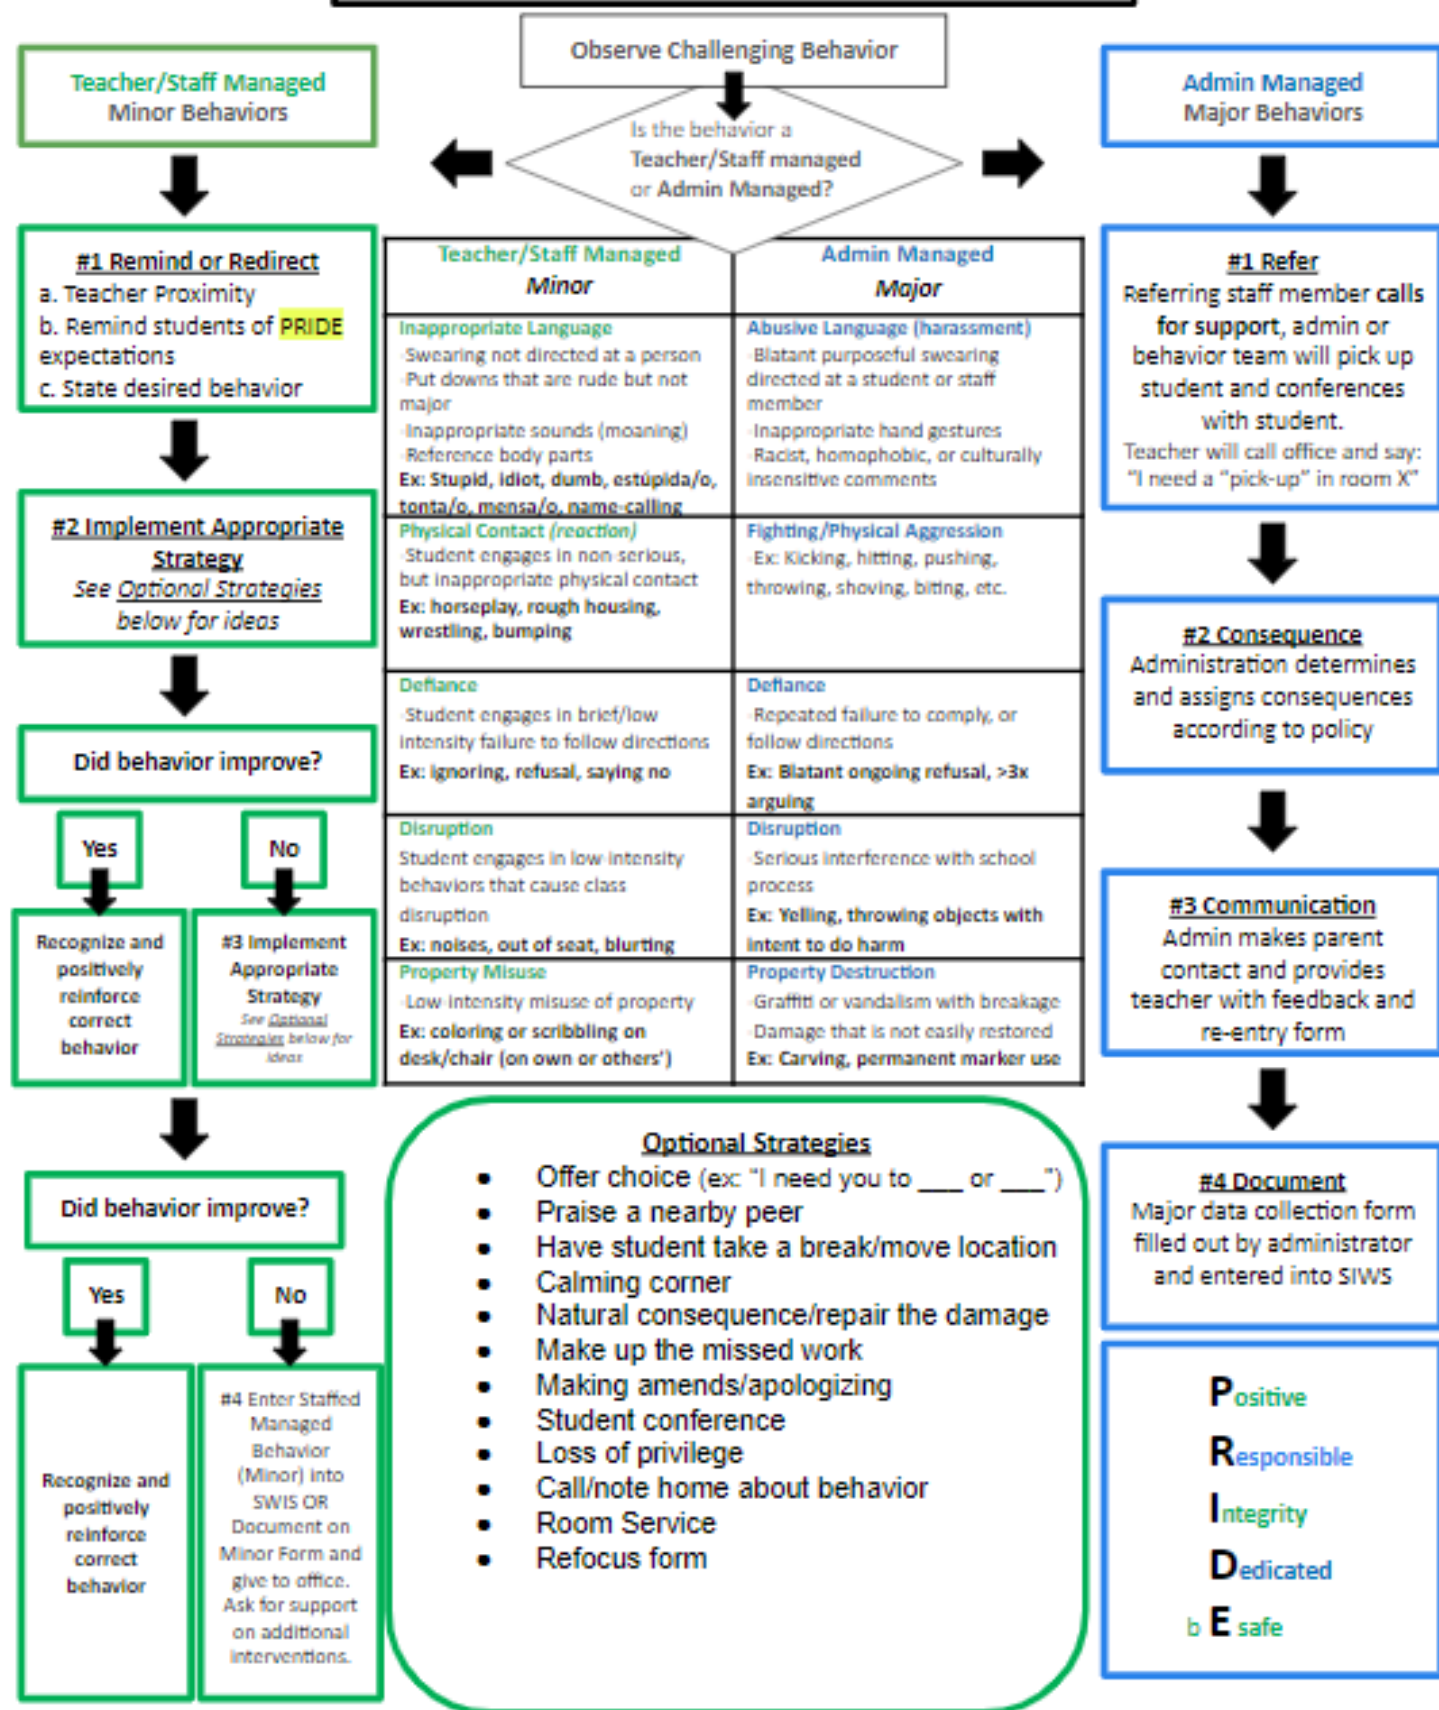 Observe Challenging Behavior
Teacher/Staff Managed
Minor Behaviors
Is the behavior a
Teacher/Staff managed
or Admin Managed?
Admin Managed
Major Behaviors
#1 Remind or Redirect
a. Teacher Proximity
b. Remind students of PRIDE
expectations
c. State desired behavior
#2 Implement Appropriate
Strategy
See Optional Strategies
below for ideas
Did behavior improve?
Yes
No
Recognize and
positively
reinforce
correct
behavior
#3 Implement
Appropriate
Strategy
See Optional
Strategies below for
ideas
Did behavior improve?
Yes
No
Recognize and
positively
reinforce
correct
behavior
#4 Enter Staffed
Managed
Behavior
(Minor) into
SWIS OR
Document on
Minor Form and
give to office.
Ask for support
on additional
interventions.
Teacher/Staff Managed
Minor
Admin Managed
Major
Inappropriate Language
-Swearing not directed at a person
-Put downs that are rude but not
major
-Inappropriate sounds (moaning)
-Reference body parts
Ex: Stupid, idiot, dumb, estúpida/o,
tonta/o, mensa/o, name-calling
Abusive Language (harassment)
-Blatant purposeful swearing
directed at a student or staff
member
-Inappropriate hand gestures
-Racist, homophobic, or culturally
insensitive comments
Physical Contact (reaction)
-Student engages in non-serious,
but inappropriate physical contact
Ex: horseplay, rough housing,
wrestling, bumping
Fighting/Physical Aggression
-Ex: Kicking, hitting, pushing,
throwing, shoving, biting, etc.
Defiance
-Student engages in brief/low
intensity failure to follow directions
Ex: ignoring, refusal, saying no
Defiance
-Repeated failure to comply, or
follow directions
Ex: Blatant ongoing refusal, >3x
arguing
Disruption
Student engages in low-intensity
behaviors that cause class
disruption
Ex: noises, out of seat, blurting
Disruption
-Serious interference with school
process
Ex: Yelling, throwing objects with
intent to do harm
Property Misuse
-Low-intensity misuse of property
Ex: coloring or scribbling on
desk/chair (on own or others')
Property Destruction
-Graffiti or vandalism with breakage
-Damage that is not easily restored
Ex: Carving, permanent marker use
Optional Strategies
● Offer choice (ex: "I need you to ___ or ___")
● Praise a nearby peer
● Have student take a break/move location
● Calming corner
● Natural consequence/repair the damage
● Make up the missed work
● Making amends/apologizing
● Student conference
● Loss of privilege
● Call/note home about behavior
● Room Service
● Refocus form
#1 Refer
Referring staff member calls
for support, admin or
behavior team will pick up
student and conferences
with student.
Teacher will call office and say:
"I need a "pick-up" in room X"
#2 Consequence
Administration determines
and assigns consequences
according to policy
#3 Communication
Admin makes parent
contact and provides
teacher with feedback and
re-entry form
#4 Document
Major data collection form
filled out by administrator
and entered into SIWS
Positive
Responsible
Integrity
Dedicated
b E safe